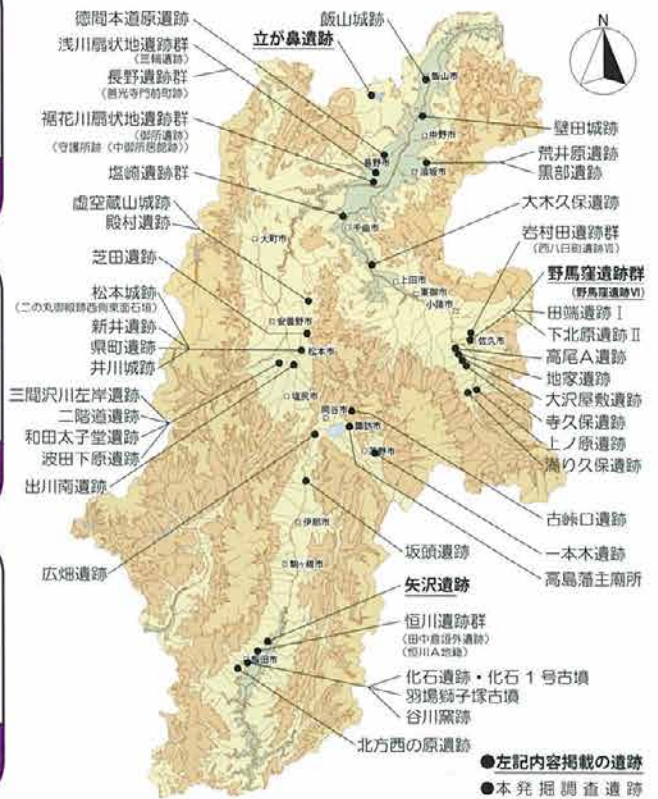 徳間本道原遺跡
浅川扇状地遺跡群
(三輪遺跡)
長野遺跡群
(善光寺門前町跡)
裾花川扇状地遺跡群
(御所遺跡)
(守護所跡(中御所居館跡))
塩崎遺跡群
虚空蔵山城跡
殿村遺跡
芝田遺跡
松本城跡
(二の丸御殿跡西側東面石垣)
新井遺跡
県町遺跡
井川城跡
三間沢川左岸遺跡
二階道遺跡
和田太子堂遺跡
波田下原遺跡
出川南遺跡
広畑遺跡
立が鼻遺跡
飯山城跡
N
壁田城跡
荒井原遺跡
黒部遺跡
大木久保遺跡
岩村田遺跡群
(西八日町遺跡Ⅶ)
野馬窪遺跡群
(野馬窪遺跡Ⅵ)
田端遺跡Ⅰ
下北原遺跡Ⅱ
高尾A遺跡
地家遺跡
大沢屋敷遺跡
寺久保遺跡
上ノ原遺跡
満り久保遺跡
古峠口遺跡
一本木遺跡
高島藩主廟所
坂頭遺跡
矢沢遺跡
恒川遺跡群
(田中倉垣外遺跡)
(恒川A地籍)
化石遺跡・化石1号古墳
羽場獅子塚古墳
谷川窯跡
北方西の原遺跡
飯山市
中野市
長野市
須坂市
千曲市
大町市
上田市
東御市
小諸市
佐久市
安曇野市
松本市
塩尻市
岡谷市
諏訪市
茅野市
伊那市
駒ヶ根市
飯田市
●左記内容掲載の遺跡
●本発掘調査遺跡